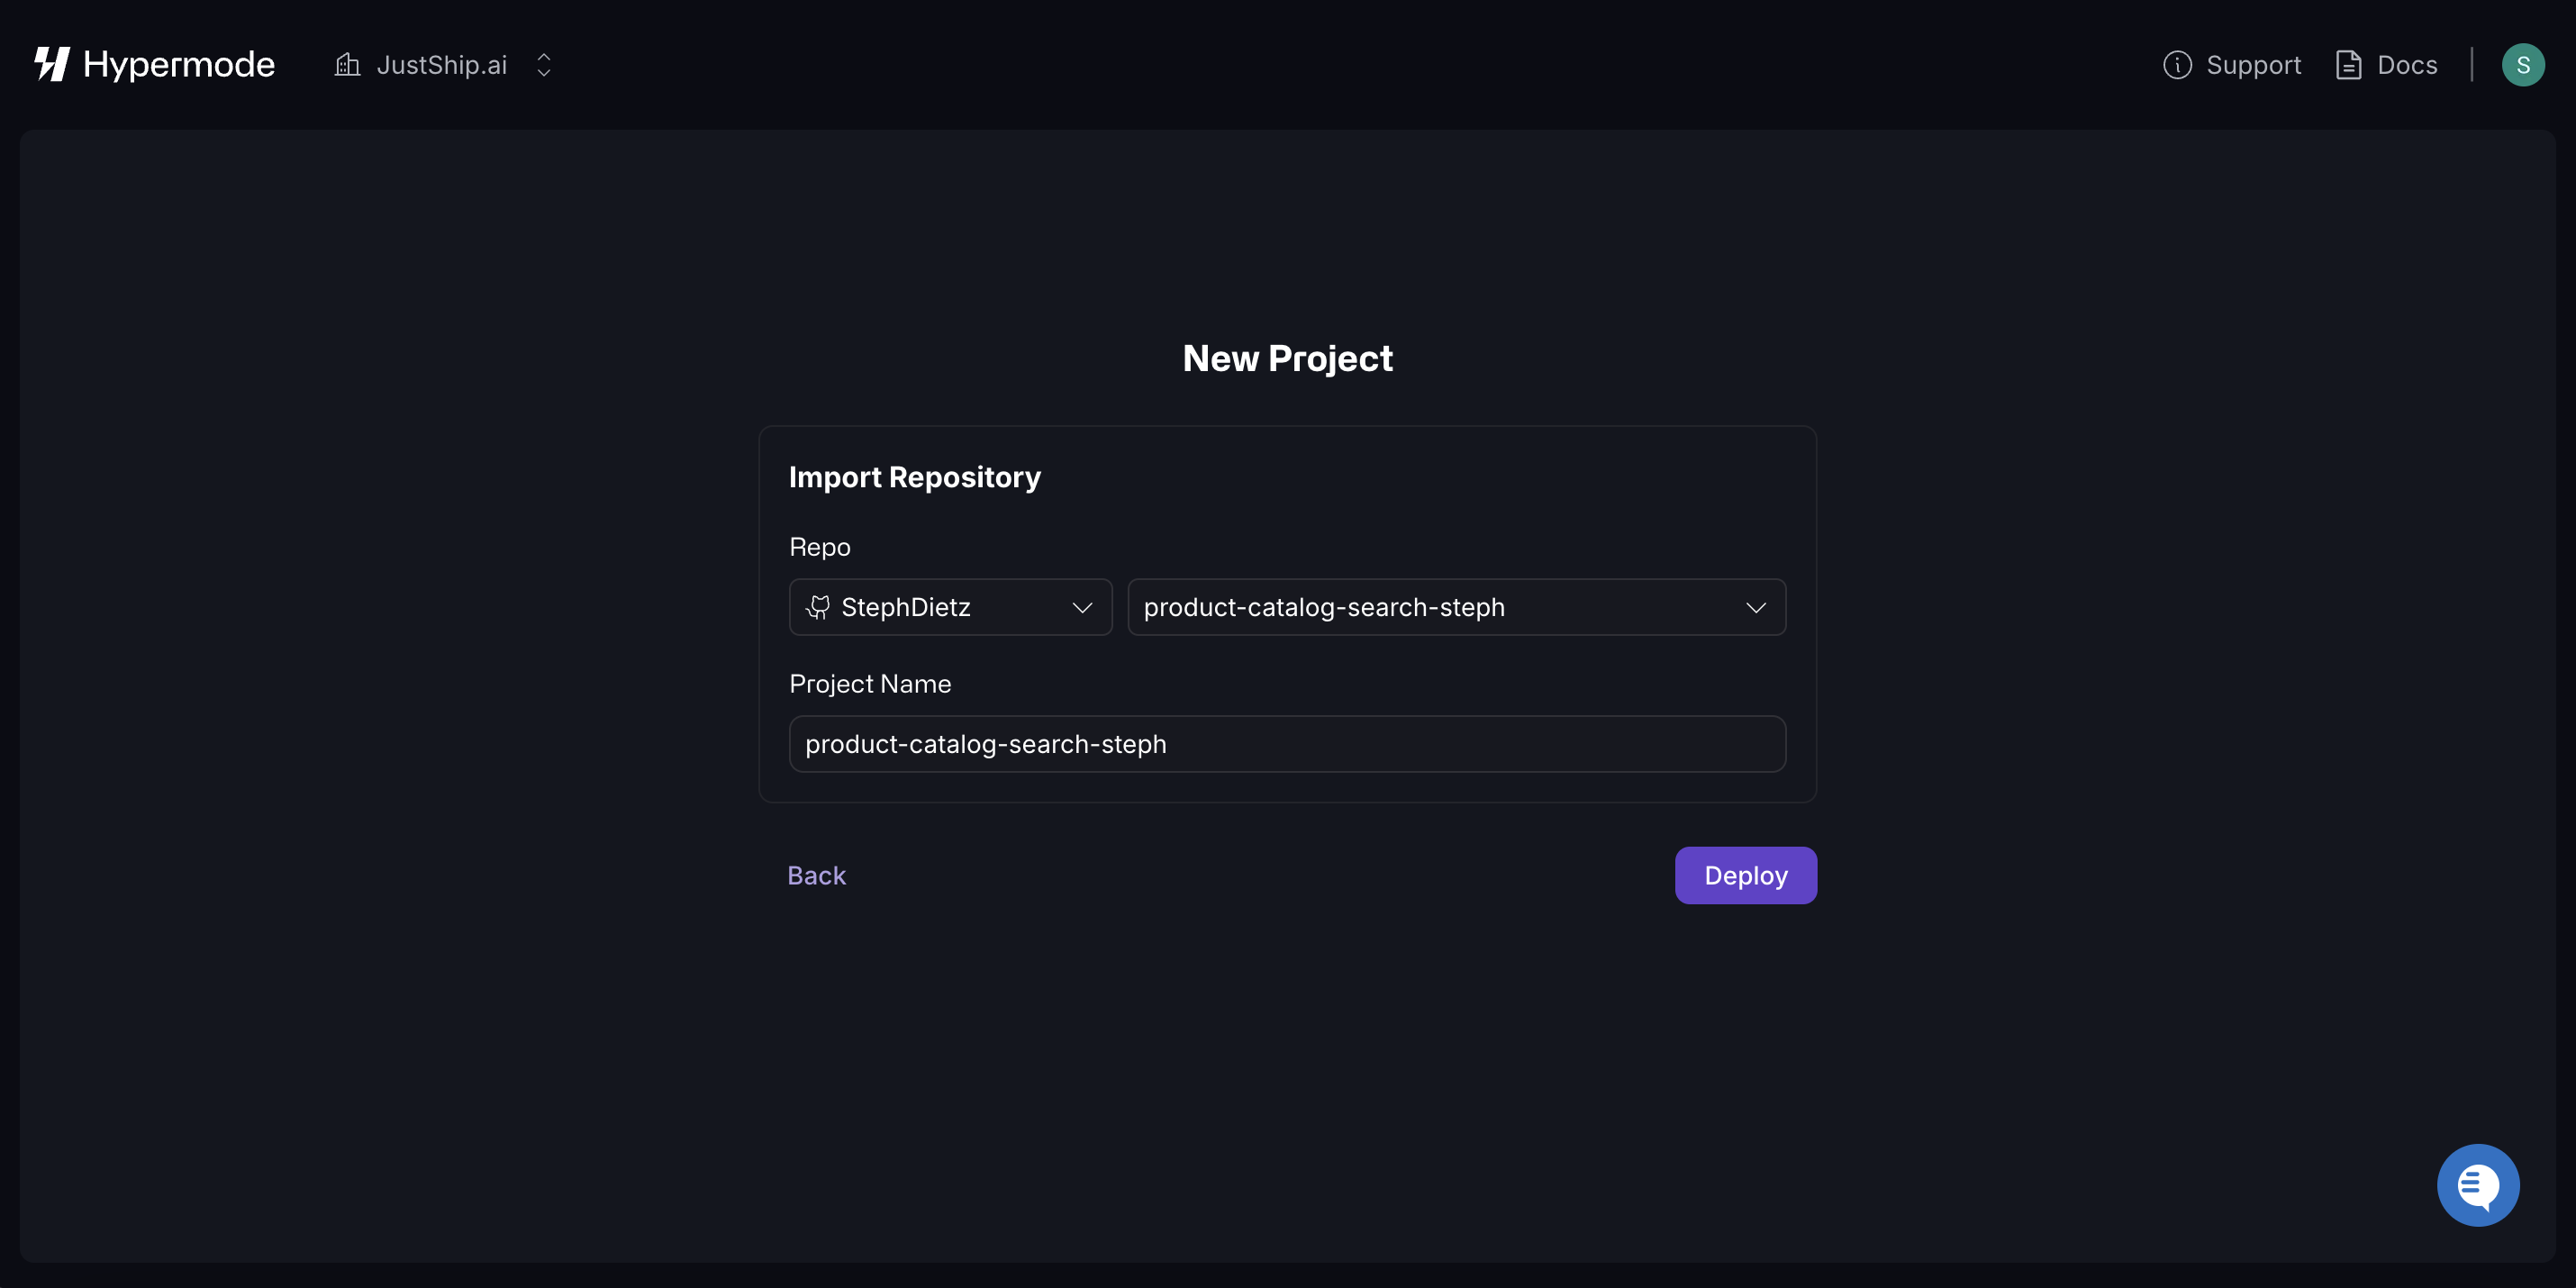 Hypermode JustShip.ai Support Docs S
New Project
Import Repository
Repo
StephDietz product-catalog-search-steph
Project Name
product-catalog-search-steph
Back Deploy